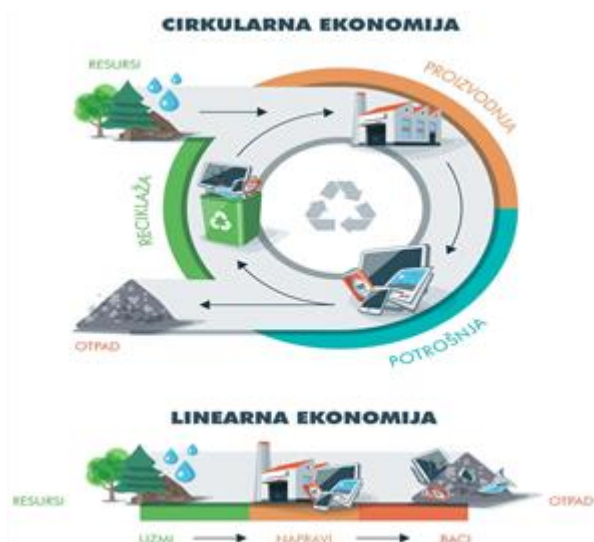 CIRKULARNA EKONOMIJA
RESURSI
PROIZVODNJA
RECIKLAŽA
OTPAD
POTROŠNJA
LINEARNA EKONOMIJA
RESURSI
OTPAD
UZMI
NAPRAVI
BACI